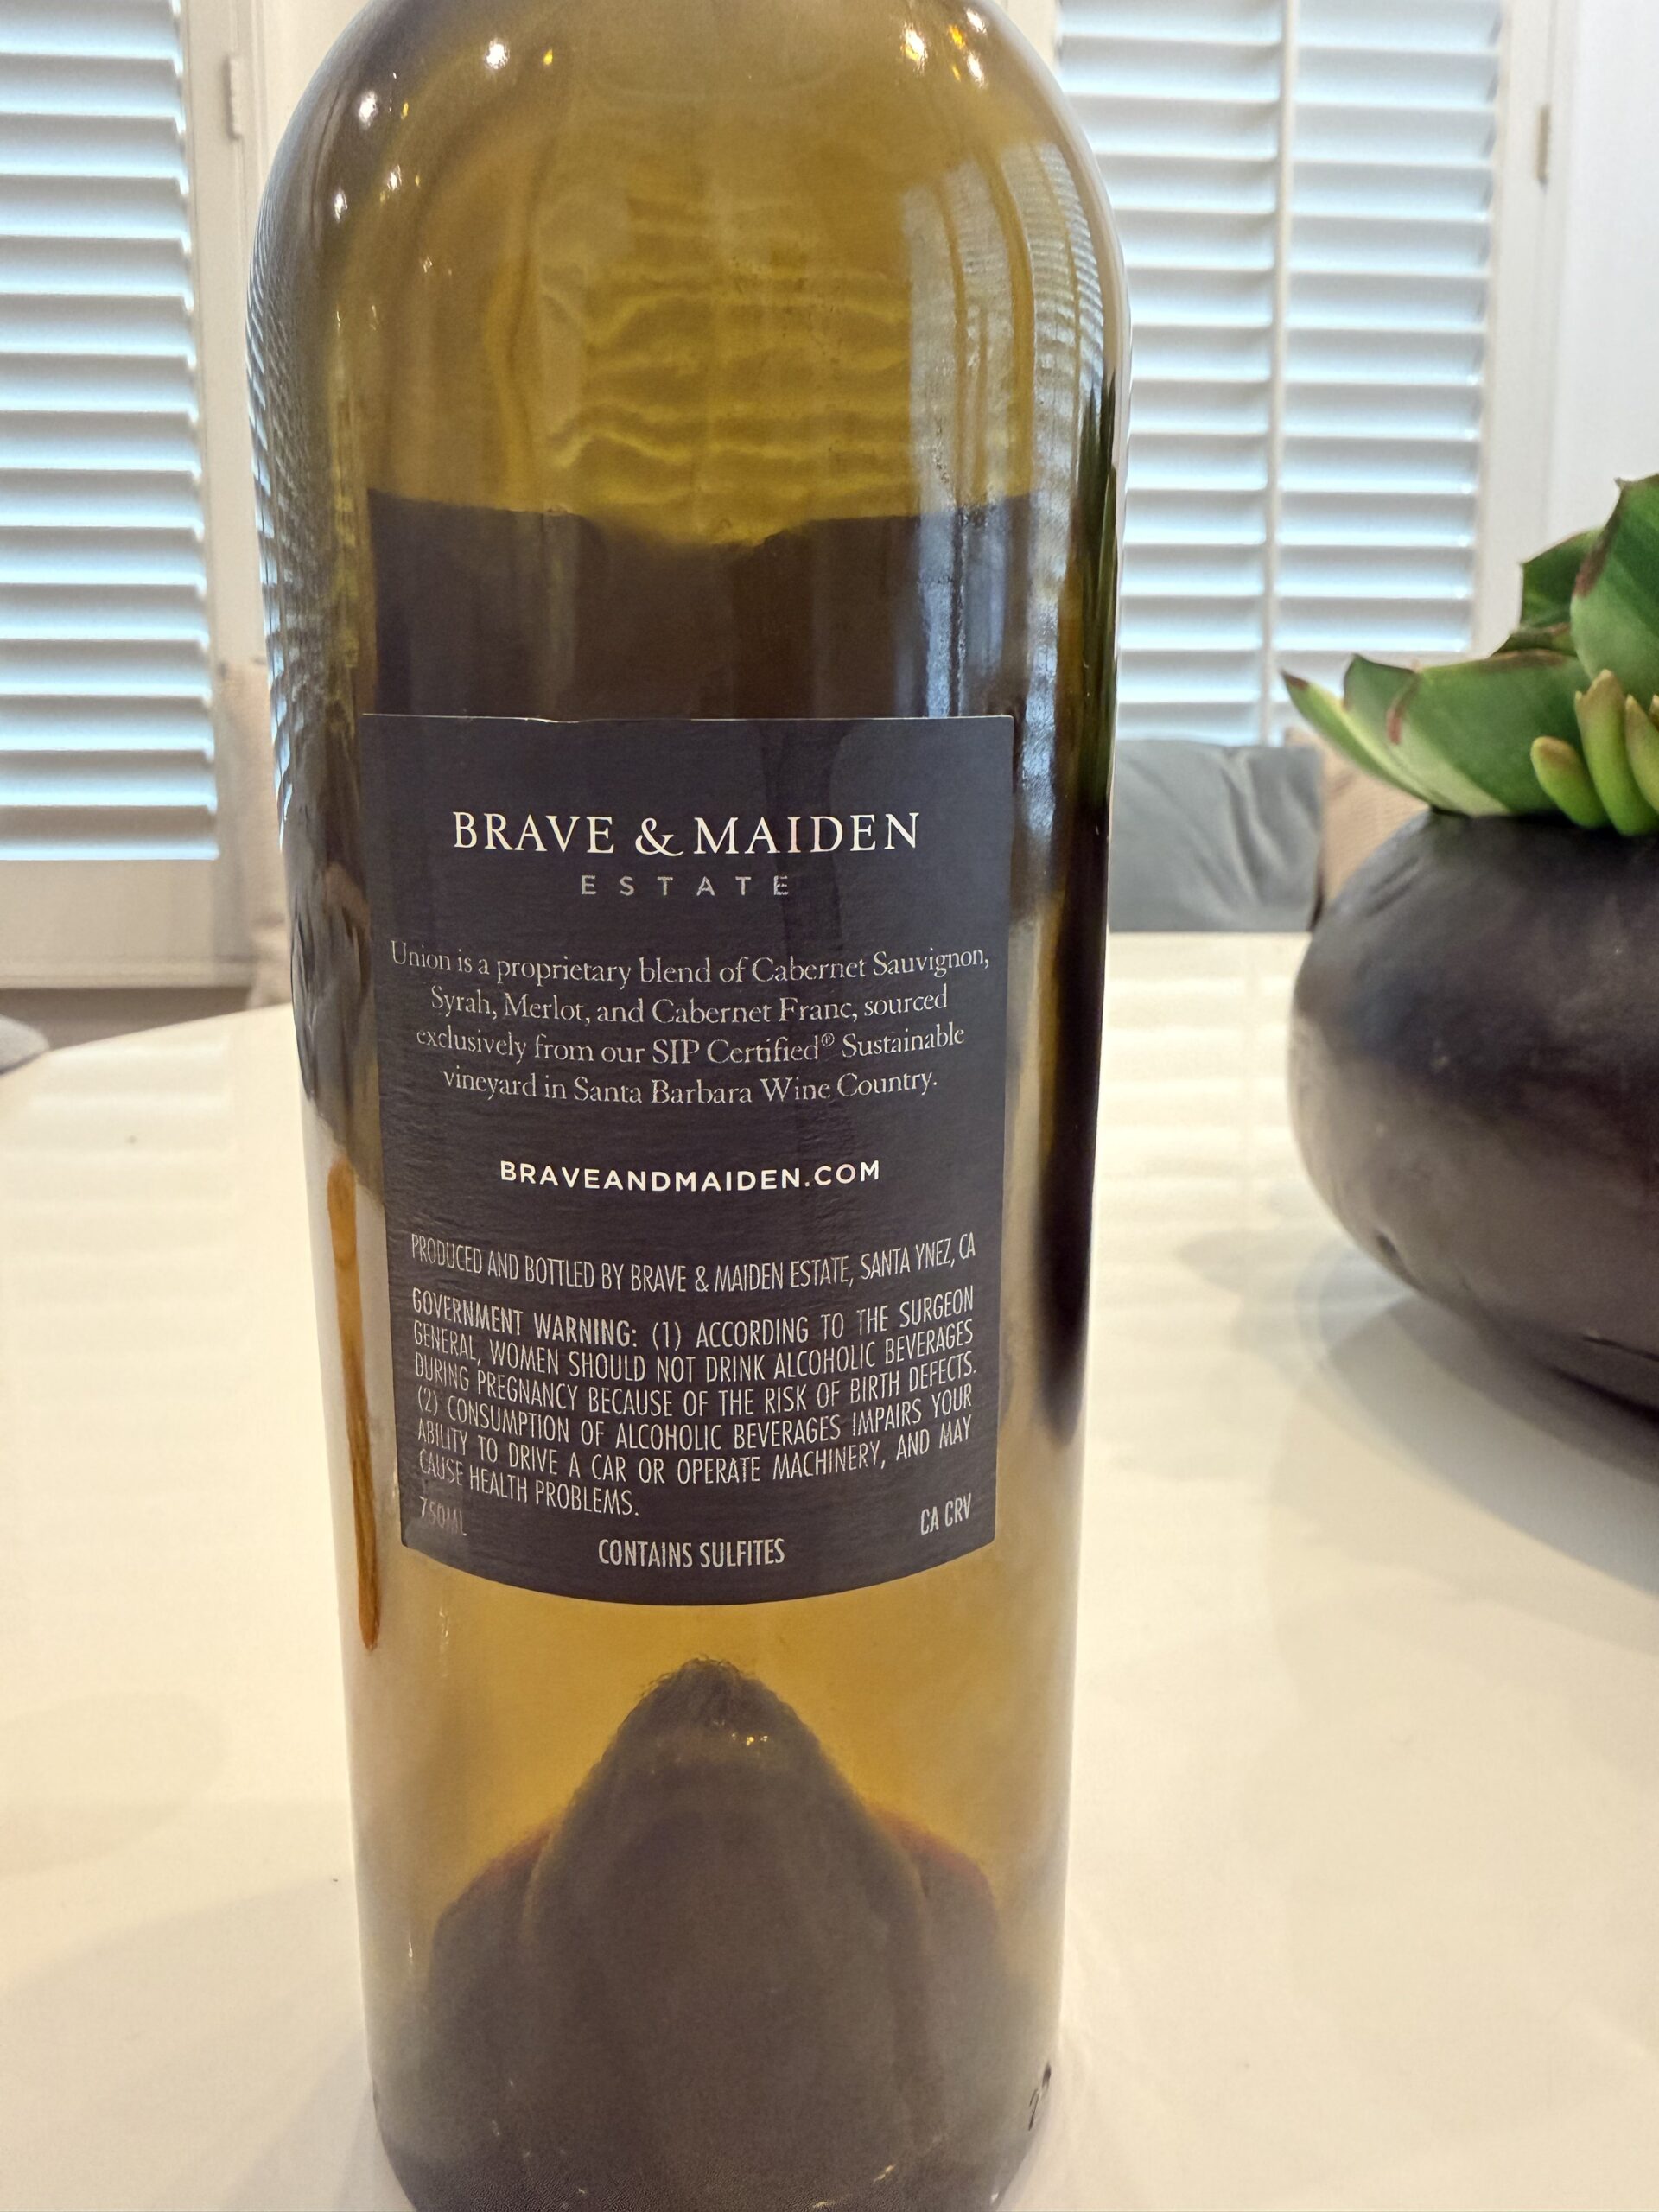 BRAVE & MAIDEN
ESTATE
Union is a proprietary blend of Cabernet Sauvignon,
Syrah, Merlot, and Cabernet Franc, sourced
exclusively from our SIP Certified® Sustainable
vineyard in Santa Barbara Wine Country.
BRAVEANDMAIDEN.COM
PRODUCED AND BOTTLED BY BRAVE & MAIDEN ESTATE, SANTA YNEZ, CA
GOVERNMENT WARNING: (1) ACCORDING TO THE SURGEON
GENERAL, WOMEN SHOULD NOT DRINK ALCOHOLIC BEVERAGES
DURING PREGNANCY BECAUSE OF THE RISK OF BIRTH DEFECTS.
(2) CONSUMPTION OF ALCOHOLIC BEVERAGES IMPAIRS YOUR
ABILITY TO DRIVE A CAR OR OPERATE MACHINERY, AND MAY
CAUSE HEALTH PROBLEMS.
750ML
CA CRV
CONTAINS SULFITES